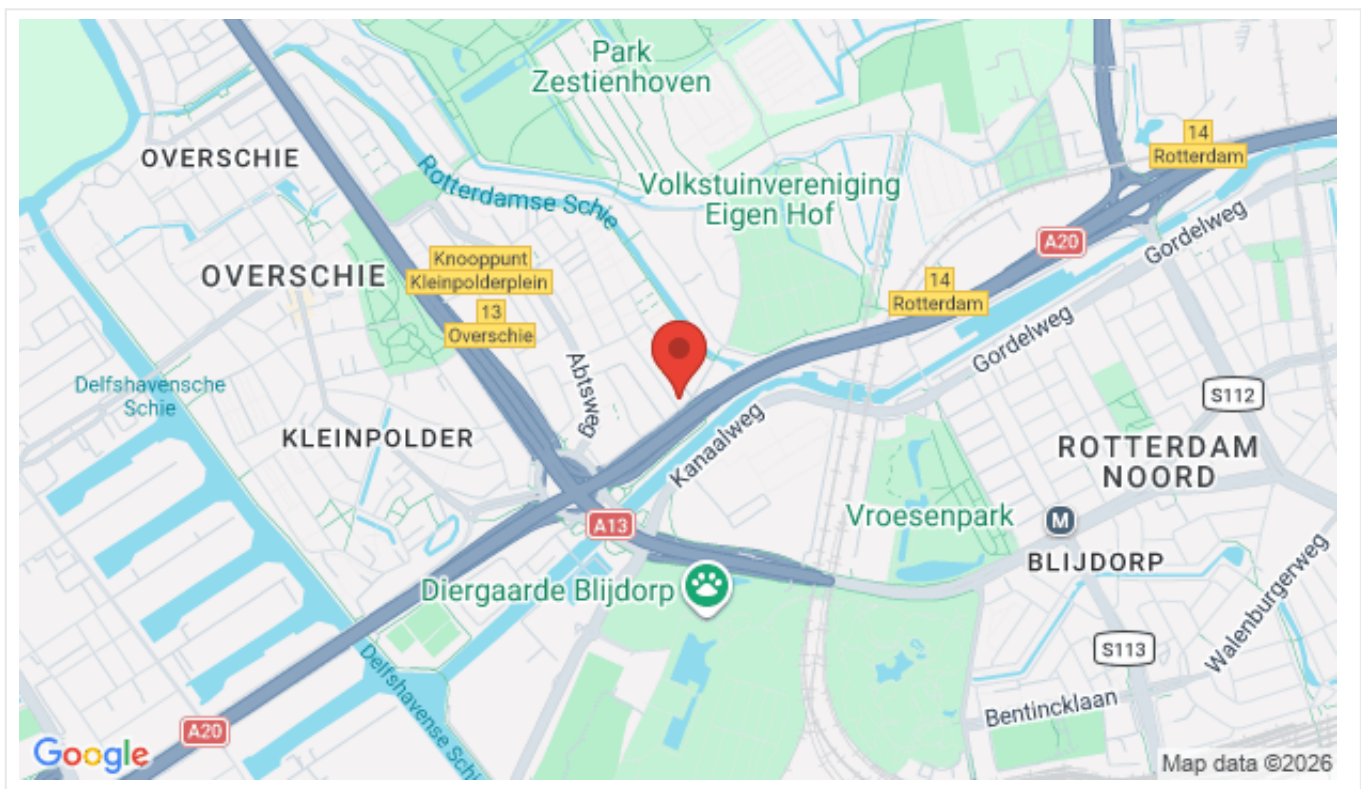 Park
Zestienhoven
14
Rotterdam
OVERSCHIE
Rotterdamse Schie
Volkstuinvereniging
Eigen Hof
A20
Gordelweg
Knooppunt
Kleinpolderplein
OVERSCHIE
13
Overschie
14
Rotterdam
Gordelweg
Abtsweg
Delfshavensche
Schie
S112
KLEINPOLDER
Kanaalweg
ROTTERDAM
NOORD
A13
Vroesenpark
M
BLIJDORP
Diergaarde Blijdorp
Walenburgerweg
S113
Delfshavense Schie
Bentincklaan
A20
Google
Map data ©2026